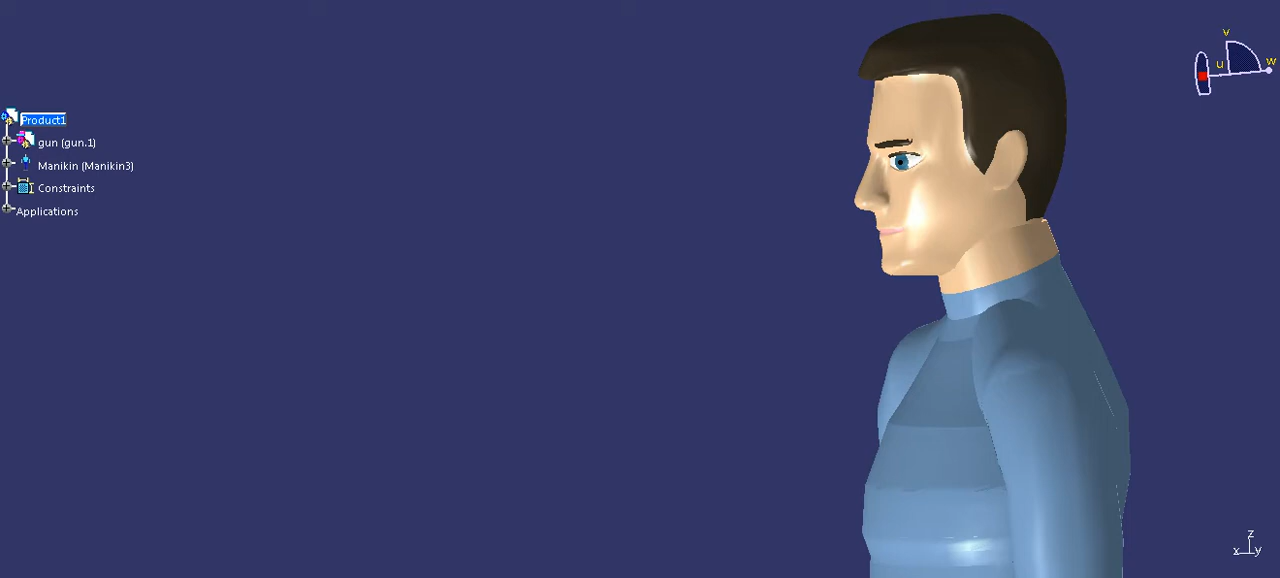 Product1
gun (gun.1)
Manikin (Manikin3)
Constraints
Applications
v
u
w
z
x
y